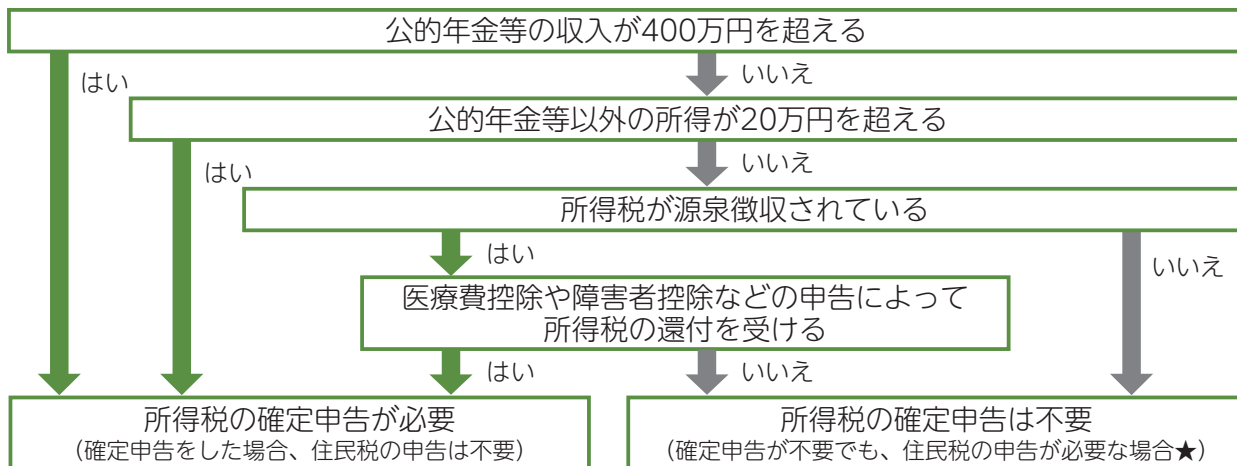 公的年金等の収入が400万円を超える
はい
いいえ
公的年金等以外の所得が20万円を超える
はい
いいえ
所得税が源泉徴収されている
はい
いいえ
医療費控除や障害者控除などの申告によって
所得税の還付を受ける
はい
いいえ
所得税の確定申告が必要
（確定申告をした場合、住民税の申告は不要）
所得税の確定申告は不要
（確定申告が不要でも、住民税の申告が必要な場合★）